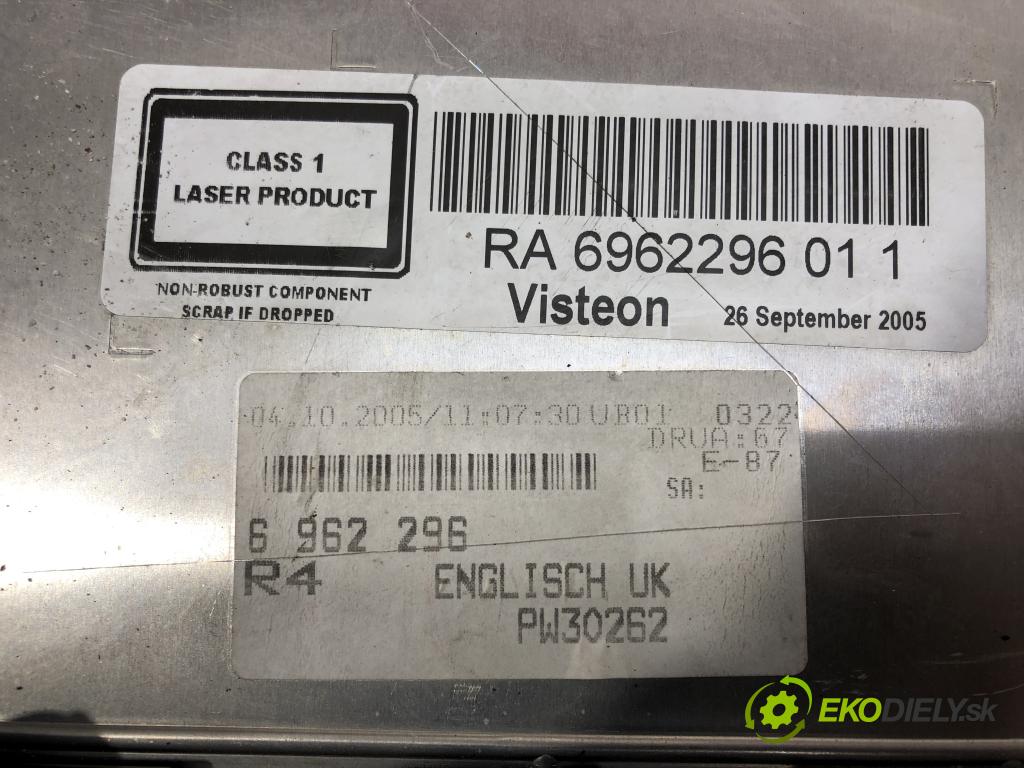 CLASS 1
LASER PRODUCT
NON-ROBUST COMPONENT
SCRAP IF DROPPED
RA 6962296 01 1
Visteon 26 September 2005
04.10.2005/11:07:30 WB01 0322
DRVA:67
E-87
SA:
6 962 296
R4 ENGLISCH UK
PW30262
EKODIELY.sk